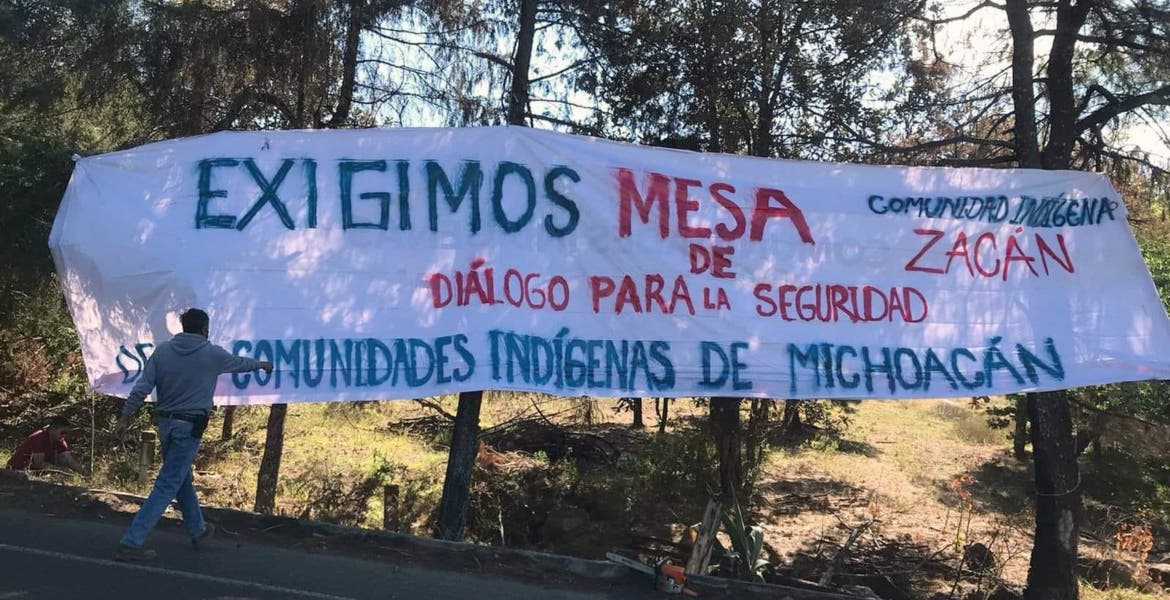 EXIGIMOS MESA
DE
DIÁLOGO PARA LA SEGURIDAD
COMUNIDADES INDÍGENAS DE MICHOACÁN
COMUNIDAD INDÍGENA
ZACÁN